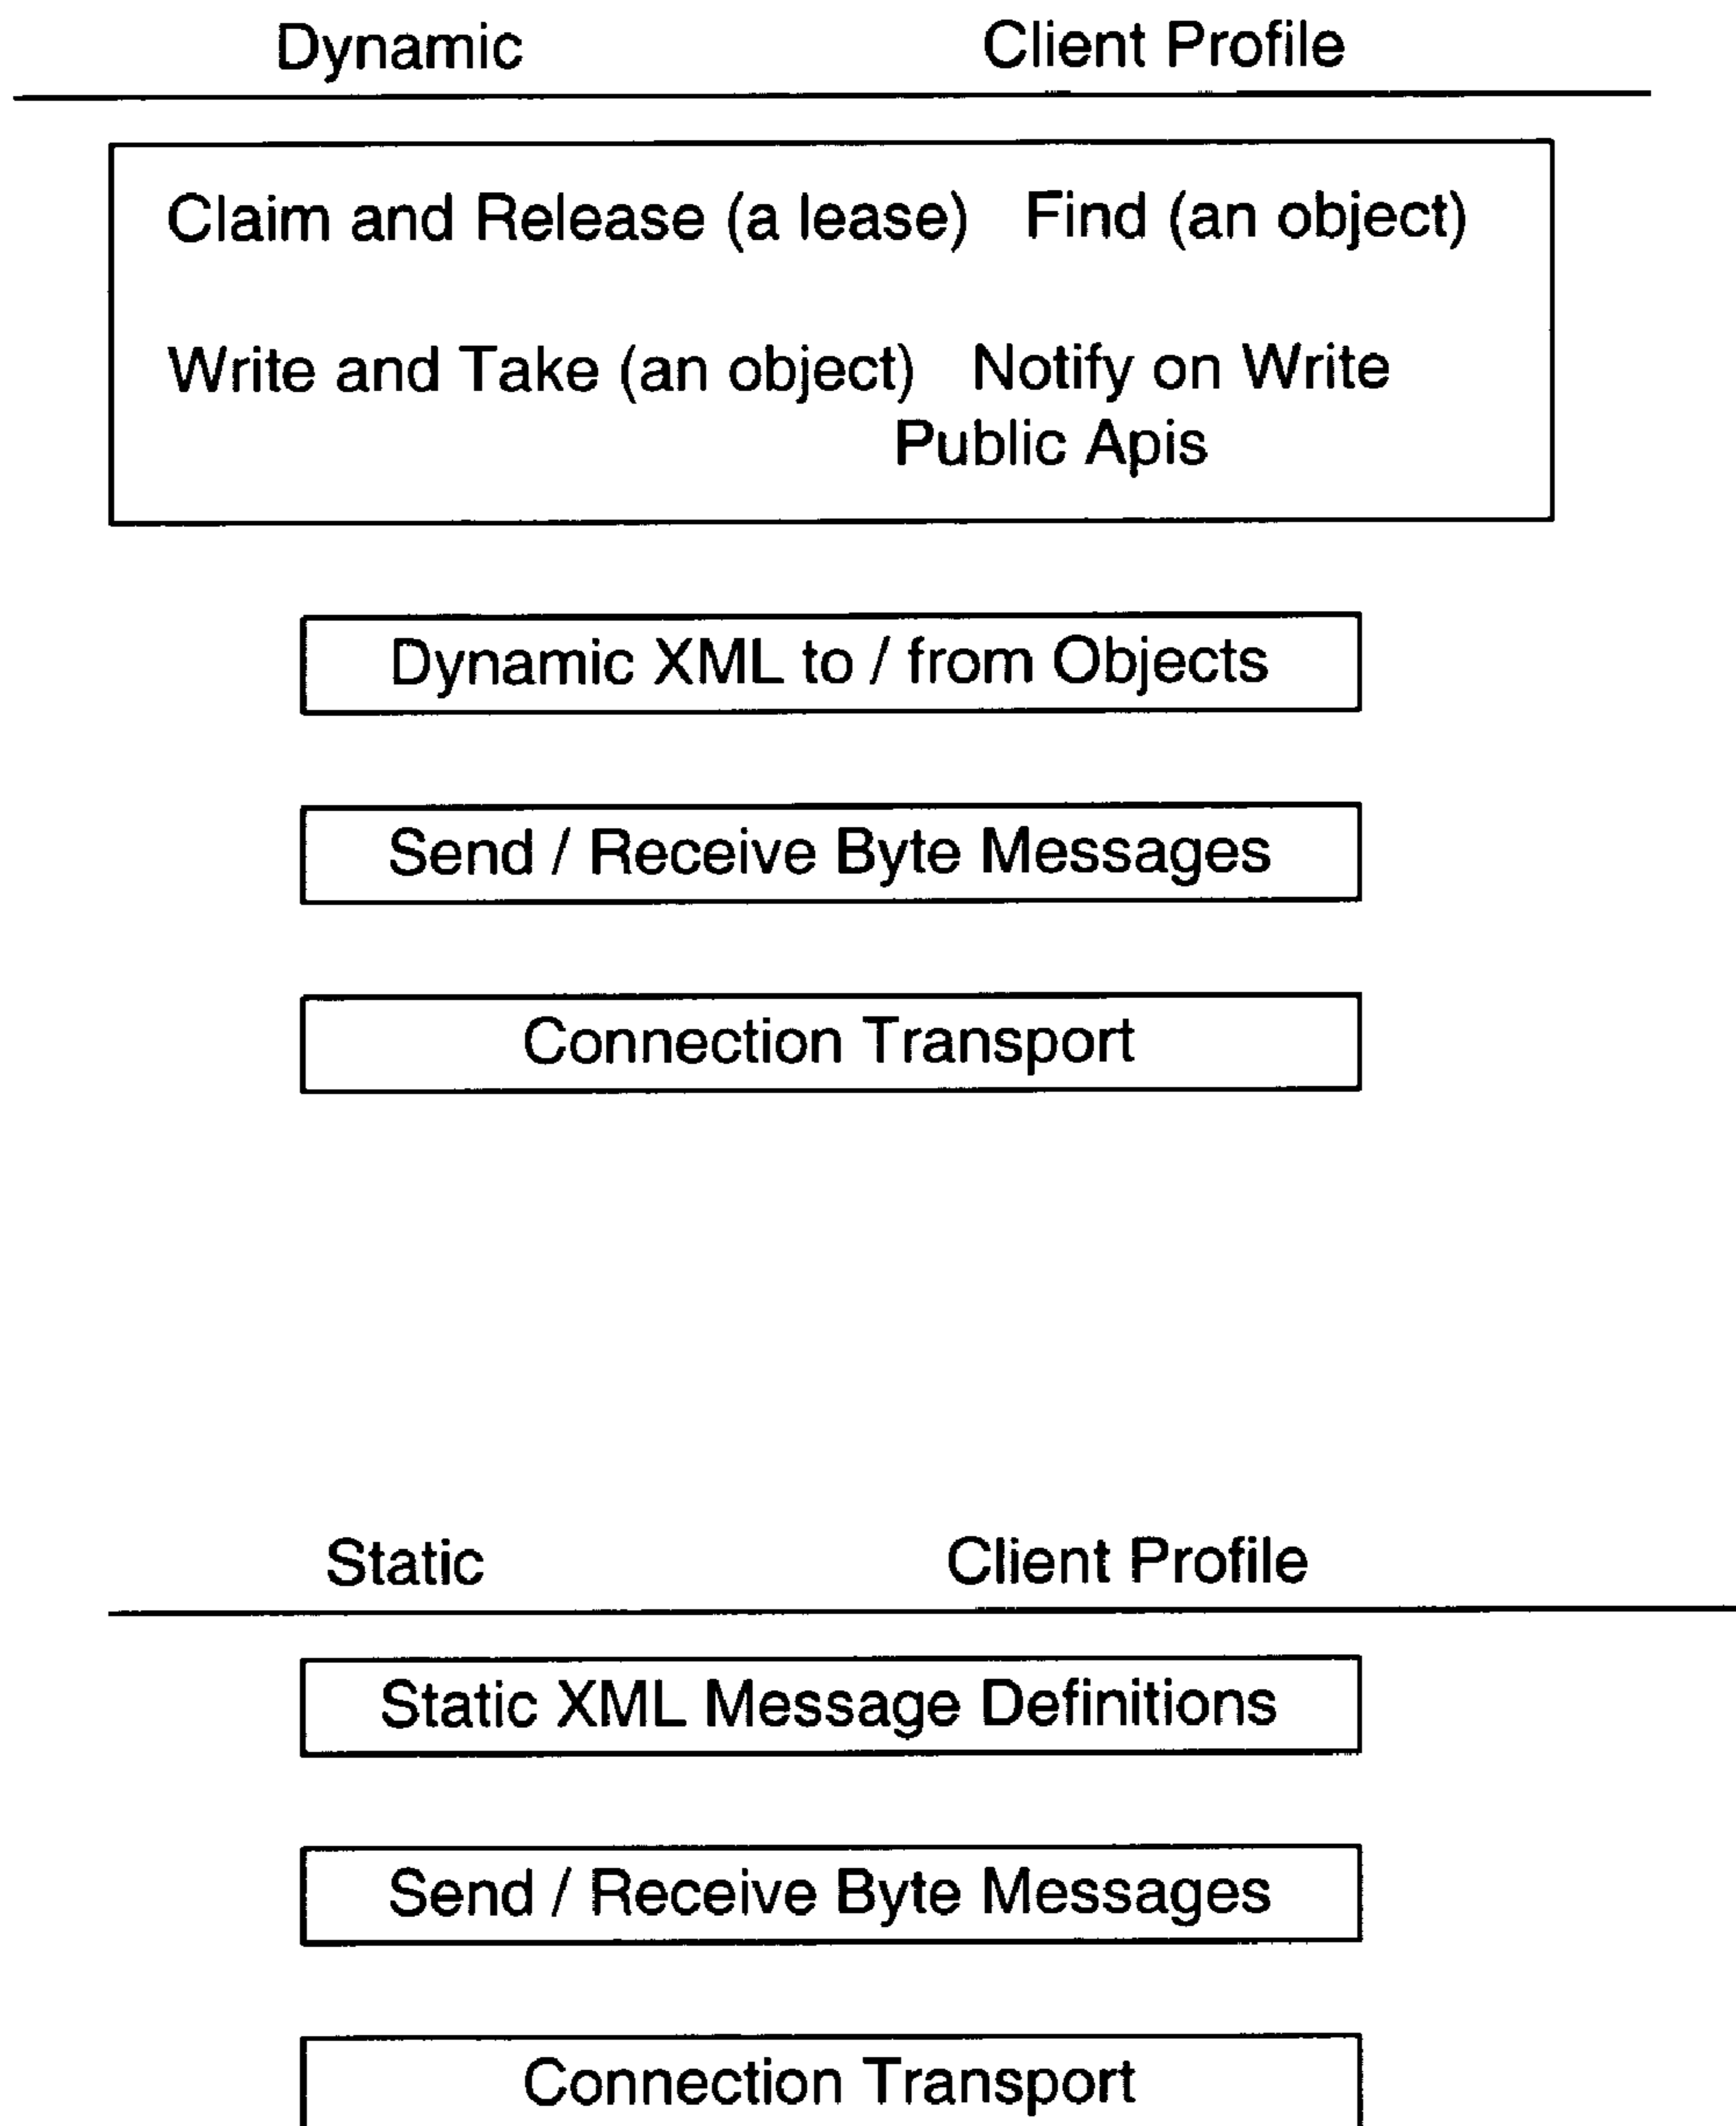 Dynamic Client Profile
Claim and Release (a lease) Find (an object)
Write and Take (an object) Notify on Write
Public Apis
Dynamic XML to / from Objects
Send / Receive Byte Messages
Connection Transport
Static Client Profile
Static XML Message Definitions
Send / Receive Byte Messages
Connection Transport